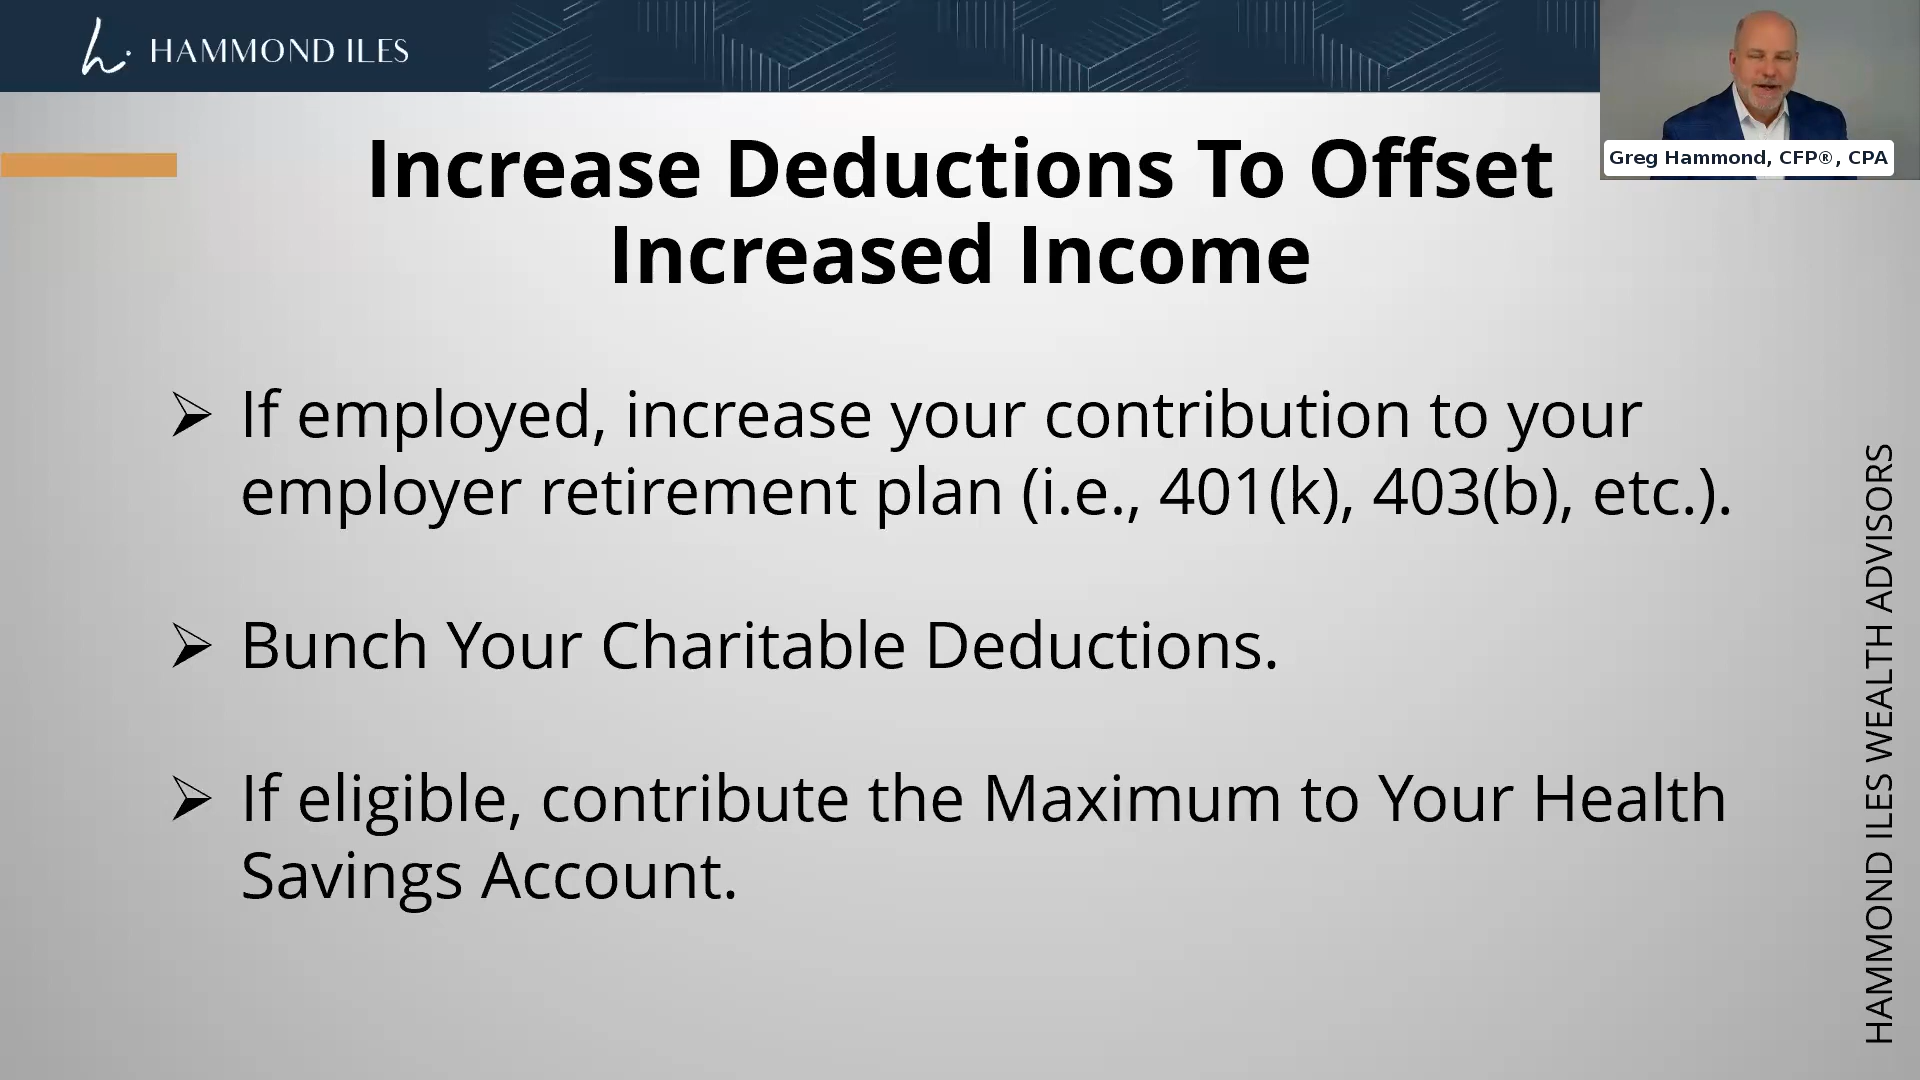 h. HAMMOND ILES
Greg Hammond, CFP®, CPA
Increase Deductions To Offset
Increased Income
➢ If employed, increase your contribution to your
employer retirement plan (i.e., 401(k), 403(b), etc.).
➢ Bunch Your Charitable Deductions.
➢ If eligible, contribute the Maximum to Your Health
Savings Account.
HAMMOND ILES WEALTH ADVISORS